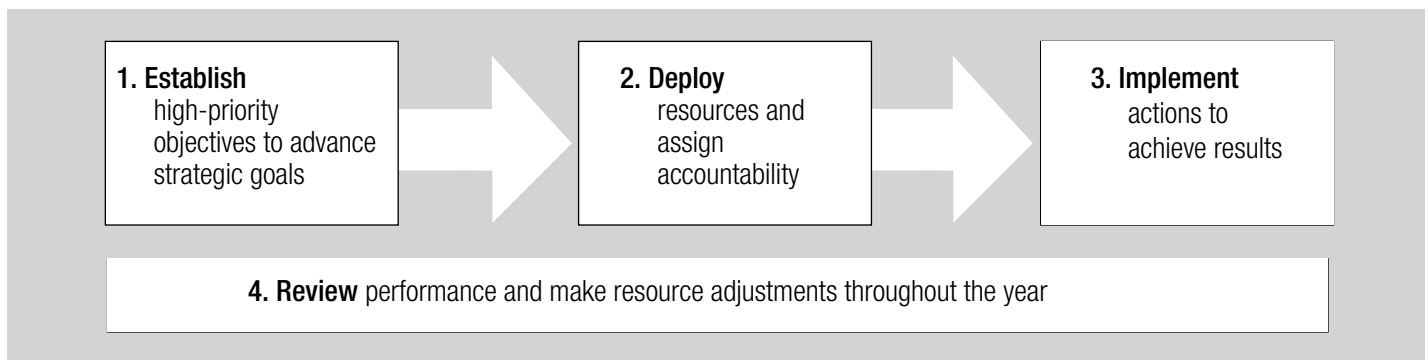 1. Establish
high-priority
objectives to advance
strategic goals
2. Deploy
resources and
assign
accountability
3. Implement
actions to
achieve results
4. Review performance and make resource adjustments throughout the year